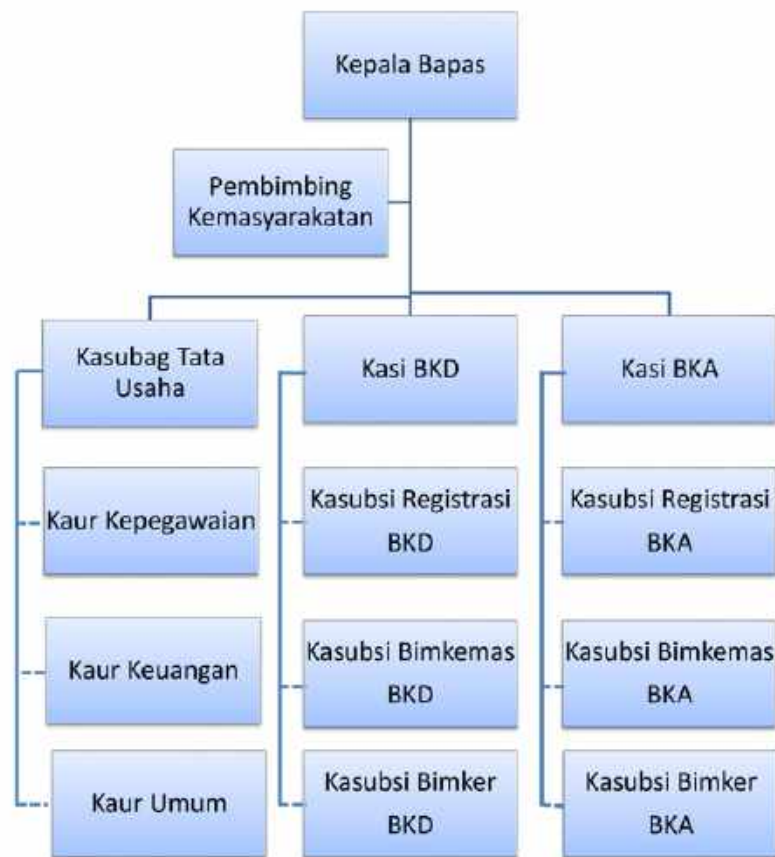 Kepala Bapas
Pembimbing
Kemasyarakatan
Kasubag Tata
Usaha
Kasi BKD
Kasi BKA
Kaur Kepegawaian
Kasubsi Registrasi
BKD
Kasubsi Registrasi
BKA
Kaur Keuangan
Kasubsi Bimkemas
BKD
Kasubsi Bimkemas
BKA
Kaur Umum
Kasubsi Bimker
BKD
Kasubsi Bimker
BKA